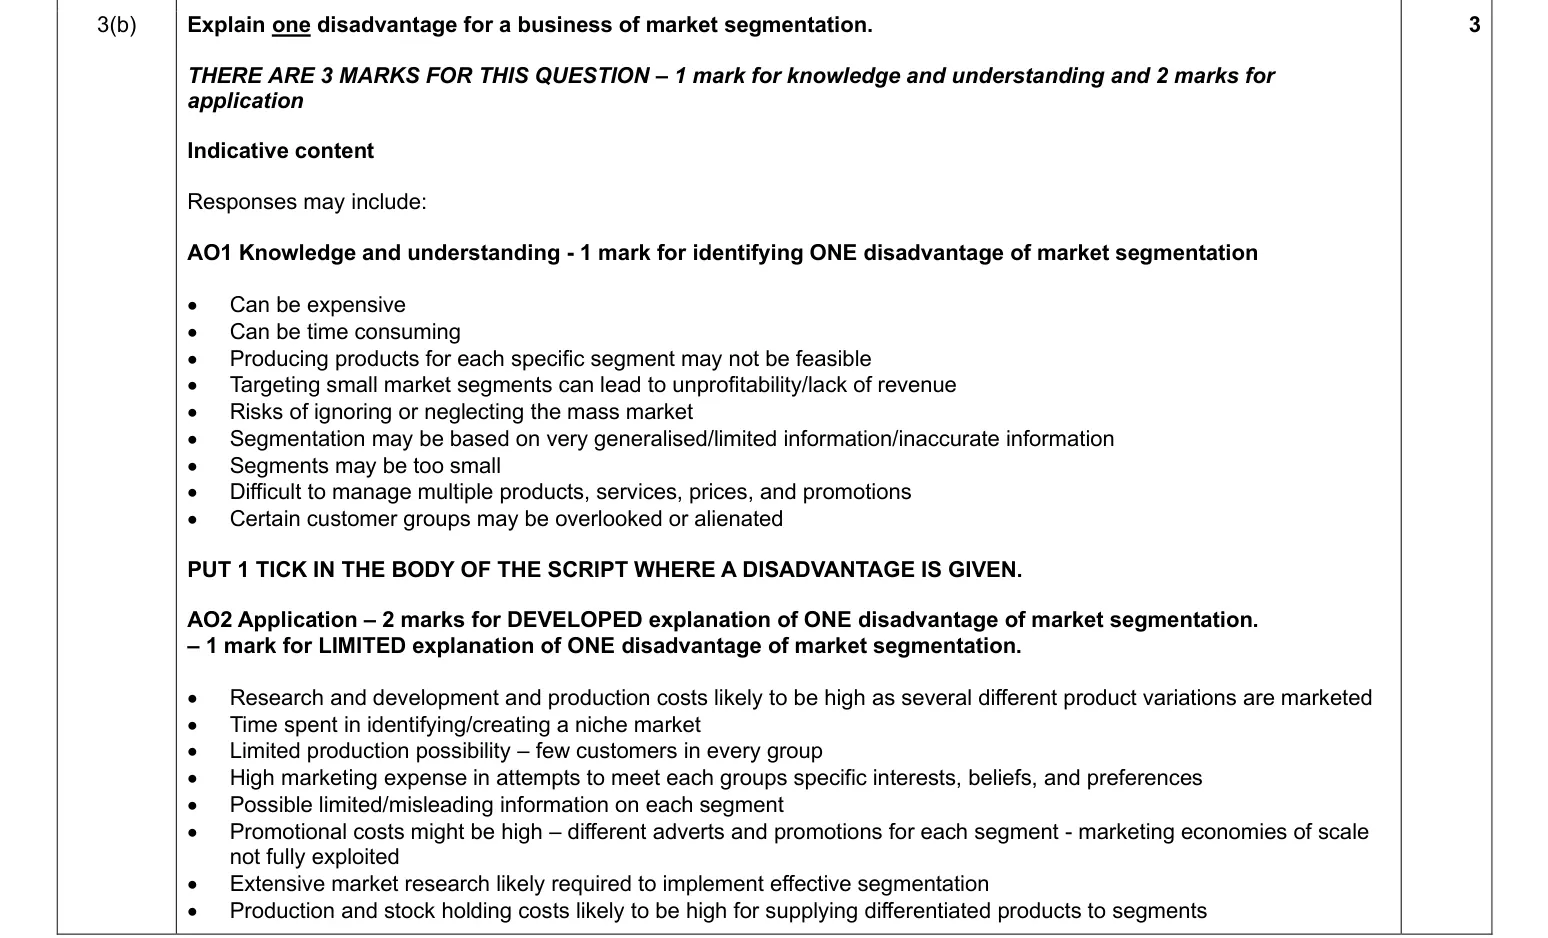 3(b)
Explain one disadvantage for a business of market segmentation.
3
THERE ARE 3 MARKS FOR THIS QUESTION – 1 mark for knowledge and understanding and 2 marks for
application
Indicative content
Responses may include:
AO1 Knowledge and understanding - 1 mark for identifying ONE disadvantage of market segmentation
• Can be expensive
• Can be time consuming
• Producing products for each specific segment may not be feasible
• Targeting small market segments can lead to unprofitability/lack of revenue
• Risks of ignoring or neglecting the mass market
• Segmentation may be based on very generalised/limited information/inaccurate information
• Segments may be too small
• Difficult to manage multiple products, services, prices, and promotions
• Certain customer groups may be overlooked or alienated
PUT 1 TICK IN THE BODY OF THE SCRIPT WHERE A DISADVANTAGE IS GIVEN.
AO2 Application – 2 marks for DEVELOPED explanation of ONE disadvantage of market segmentation.
– 1 mark for LIMITED explanation of ONE disadvantage of market segmentation.
• Research and development and production costs likely to be high as several different product variations are marketed
• Time spent in identifying/creating a niche market
• Limited production possibility – few customers in every group
• High marketing expense in attempts to meet each groups specific interests, beliefs, and preferences
• Possible limited/misleading information on each segment
• Promotional costs might be high – different adverts and promotions for each segment - marketing economies of scale
not fully exploited
• Extensive market research likely required to implement effective segmentation
• Production and stock holding costs likely to be high for supplying differentiated products to segments